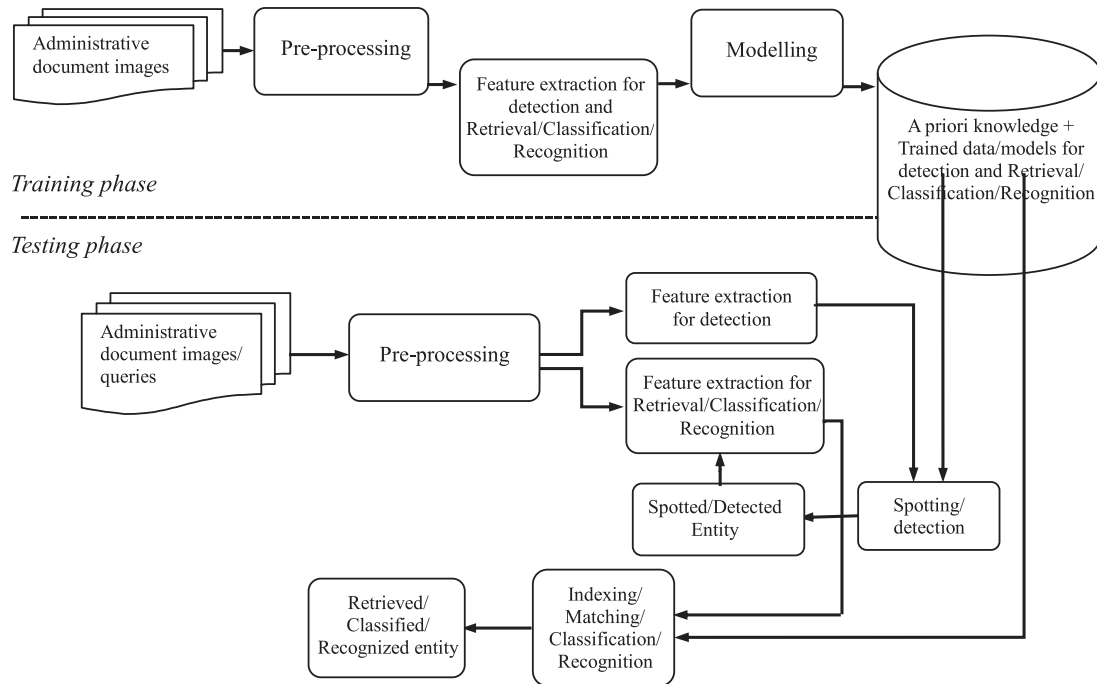 Administrative
document images
Pre-processing
Feature extraction for
detection and
Retrieval/Classification/
Recognition
Modelling
A priori knowledge +
Trained data/models for
detection and Retrieval/
Classification/Recognition
Training phase
Testing phase
Administrative
document images/
queries
Pre-processing
Feature extraction
for detection
Feature extraction for
Retrieval/Classification/
Recognition
Spotted/Detected
Entity
Spotting/
detection
Indexing/
Matching/
Classification/
Recognition
Retrieved/
Classified/
Recognized entity